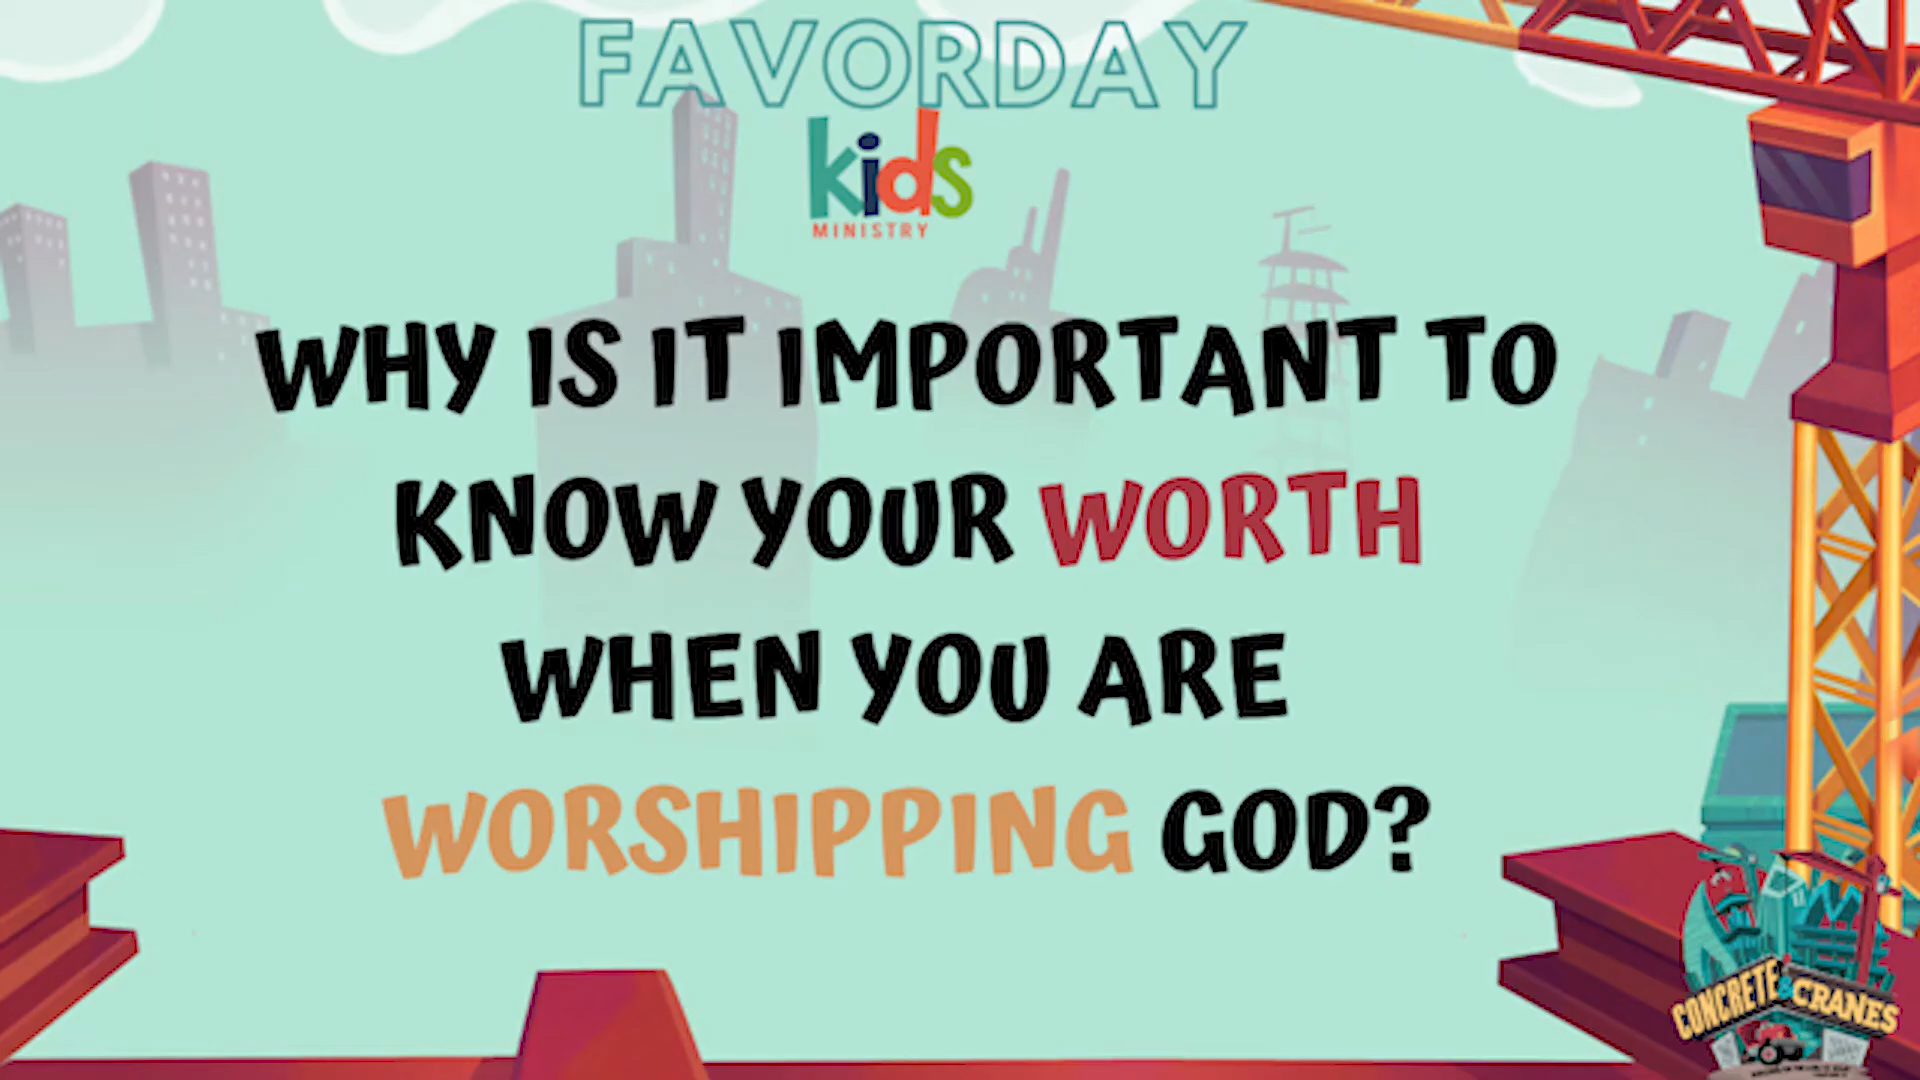 FAVORDAY
kids
MINISTRY
WHY IS IT IMPORTANT TO
KNOW YOUR WORTH
WHEN YOU ARE
WORSHIPPING GOD?
CONCRETE & CRANES